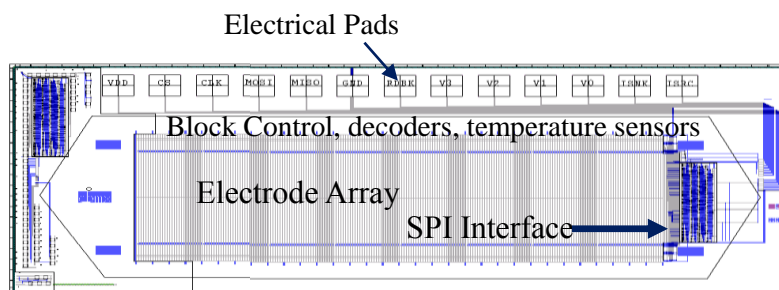 Electrical Pads
VDD CS CLK MOSI MISO GND RDBK V3 V2 V1 V0 ISNK ISRC
Block Control, decoders, temperature sensors
Electrode Array
SPI Interface